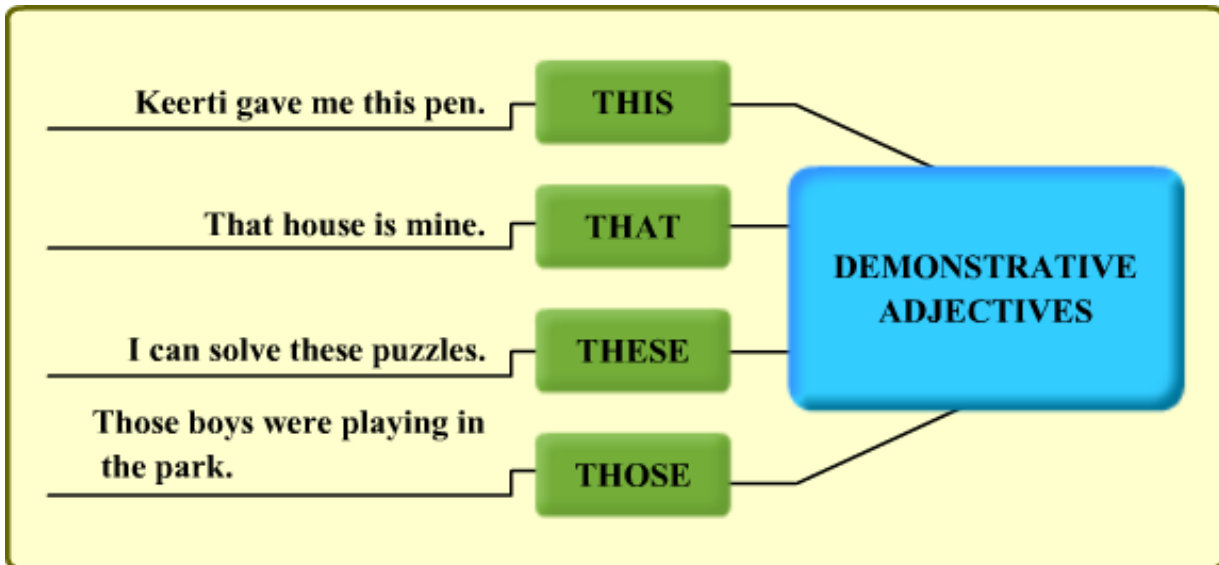 Keerti gave me this pen.
THIS
That house is mine.
THAT
DEMONSTRATIVE
ADJECTIVES
I can solve these puzzles.
THESE
Those boys were playing in
the park.
THOSE